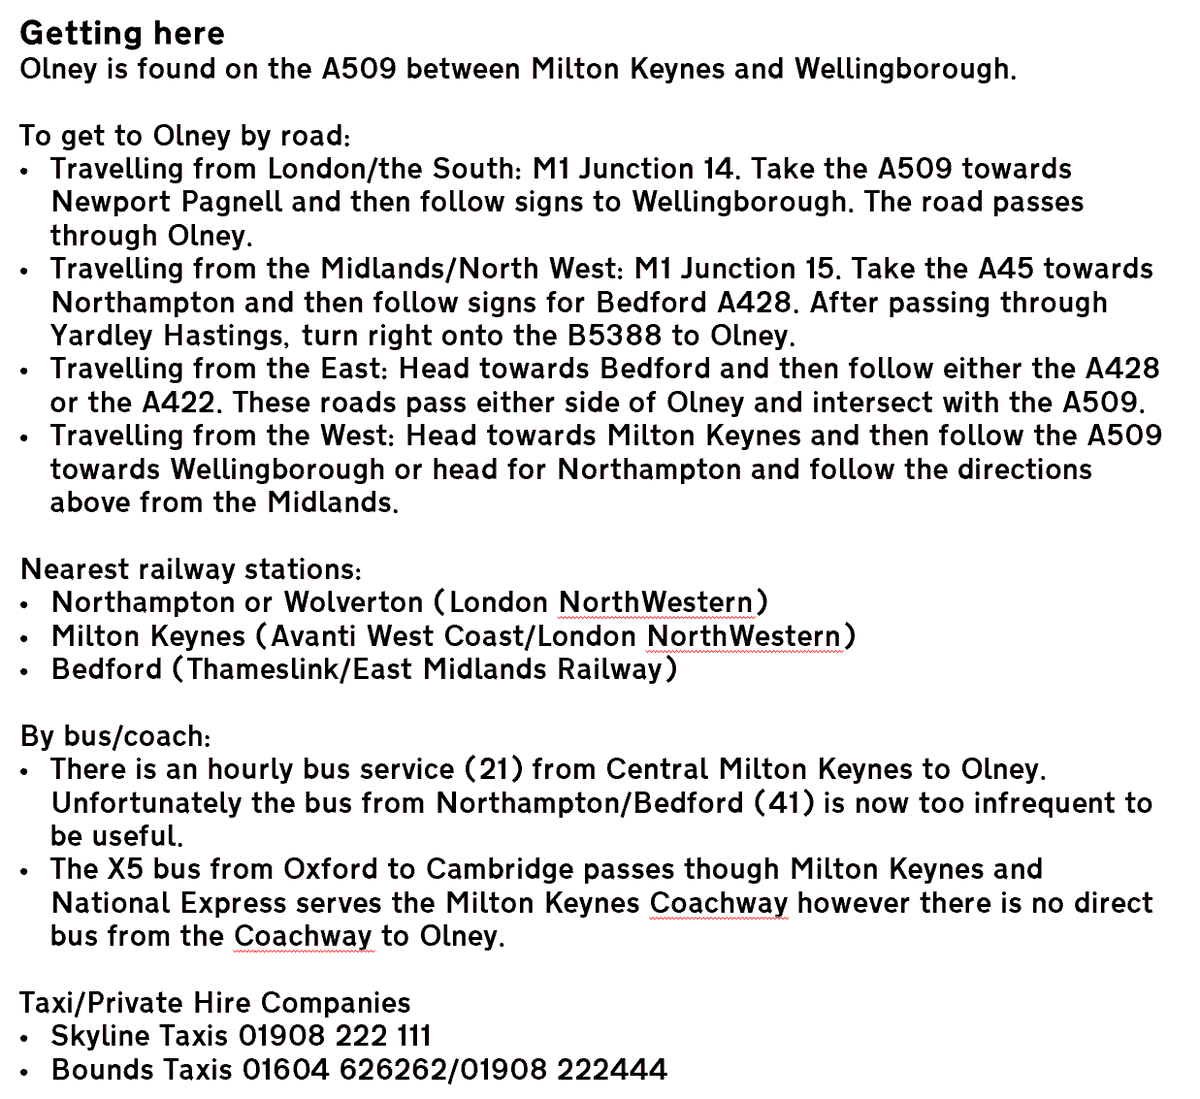 Getting here
Olney is found on the A509 between Milton Keynes and Wellingborough.
To get to Olney by road:
• Travelling from London/the South: M1 Junction 14. Take the A509 towards
Newport Pagnell and then follow signs to Wellingborough. The road passes
through Olney.
• Travelling from the Midlands/North West: M1 Junction 15. Take the A45 towards
Northampton and then follow signs for Bedford A428. After passing through
Yardley Hastings, turn right onto the B5388 to Olney.
• Travelling from the East: Head towards Bedford and then follow either the A428
or the A422. These roads pass either side of Olney and intersect with the A509.
• Travelling from the West: Head towards Milton Keynes and then follow the A509
towards Wellingborough or head for Northampton and follow the directions
above from the Midlands.
Nearest railway stations:
• Northampton or Wolverton (London NorthWestern)
• Milton Keynes (Avanti West Coast/London NorthWestern)
• Bedford (Thameslink/East Midlands Railway)
By bus/coach:
• There is an hourly bus service (21) from Central Milton Keynes to Olney.
Unfortunately the bus from Northampton/Bedford (41) is now too infrequent to
be useful.
• The X5 bus from Oxford to Cambridge passes though Milton Keynes and
National Express serves the Milton Keynes Coachway however there is no direct
bus from the Coachway to Olney.
Taxi/Private Hire Companies
• Skyline Taxis 01908 222 111
• Bounds Taxis 01604 626262/01908 222444